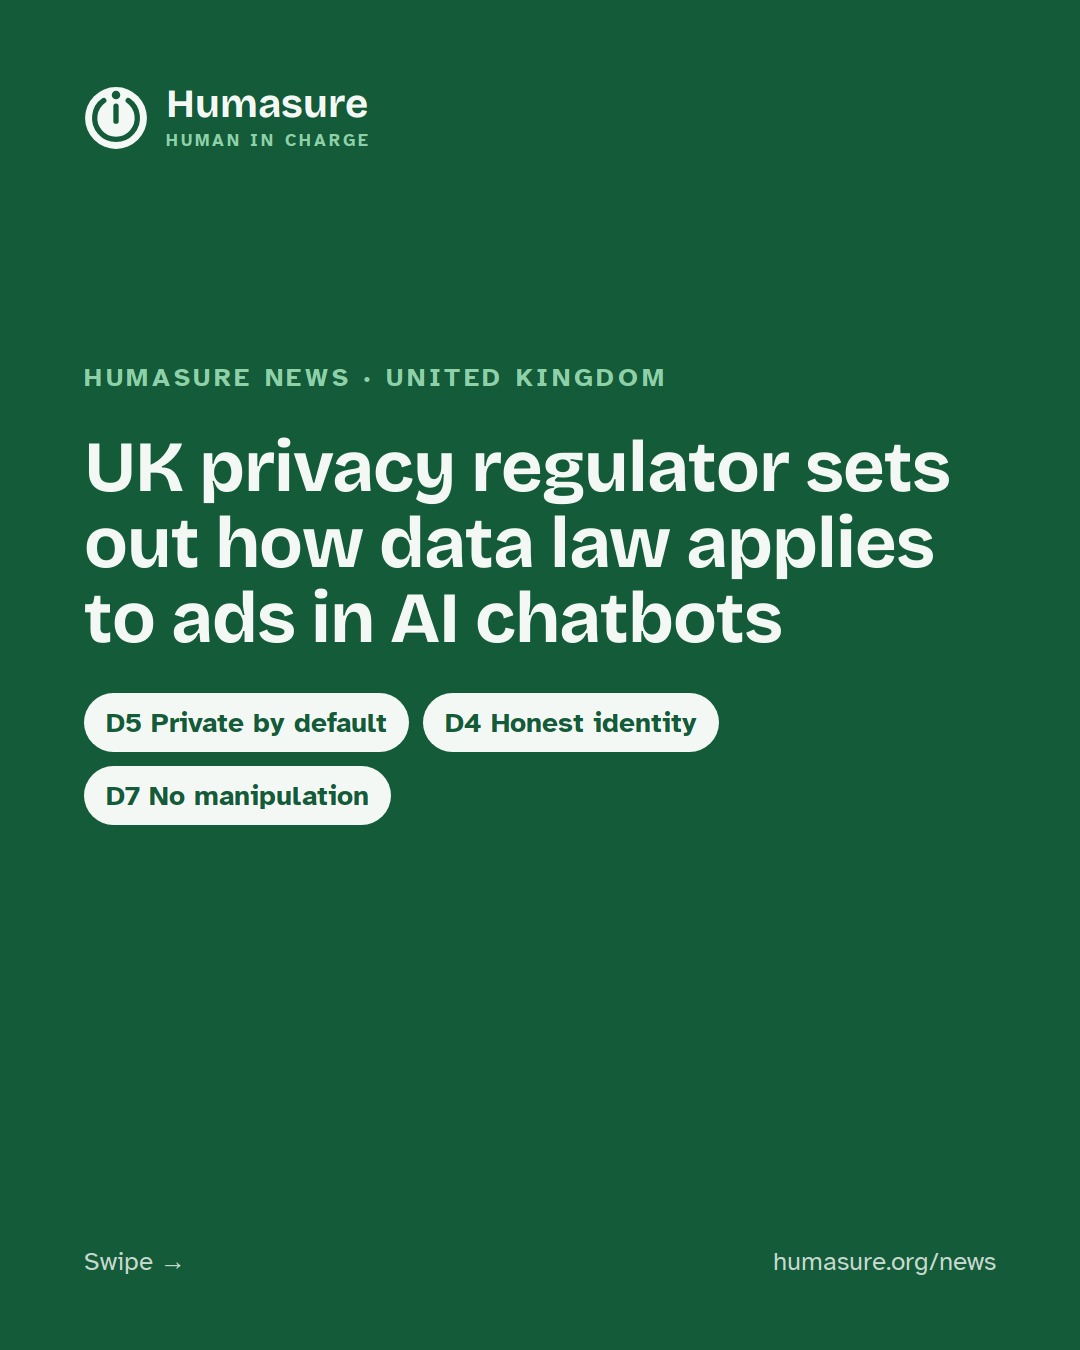 Humasure
HUMAN IN CHARGE
HUMASURE NEWS • UNITED KINGDOM
UK privacy regulator sets
out how data law applies
to ads in AI chatbots
D5 Private by default
D4 Honest identity
D7 No manipulation
Swipe →
humasure.org/news